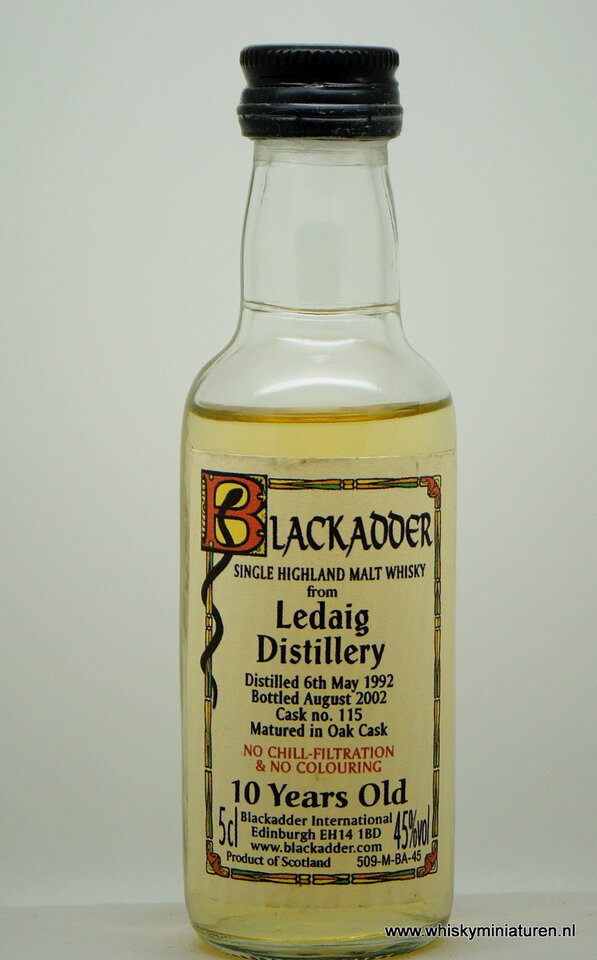 BLACKADDER
SINGLE HIGHLAND MALT WHISKY
from
Ledaig
Distillery
Distilled 6th May 1992
Bottled August 2002
Cask no. 115
Matured in Oak Cask
NO CHILL-FILTRATION
& NO COLOURING
10 Years Old
5cl
Blackadder International
Edinburgh EH14 1BD
www.blackadder.com
45%vol
Product of Scotland 509-M-BA-45
www.whiskyminiaturen.nl